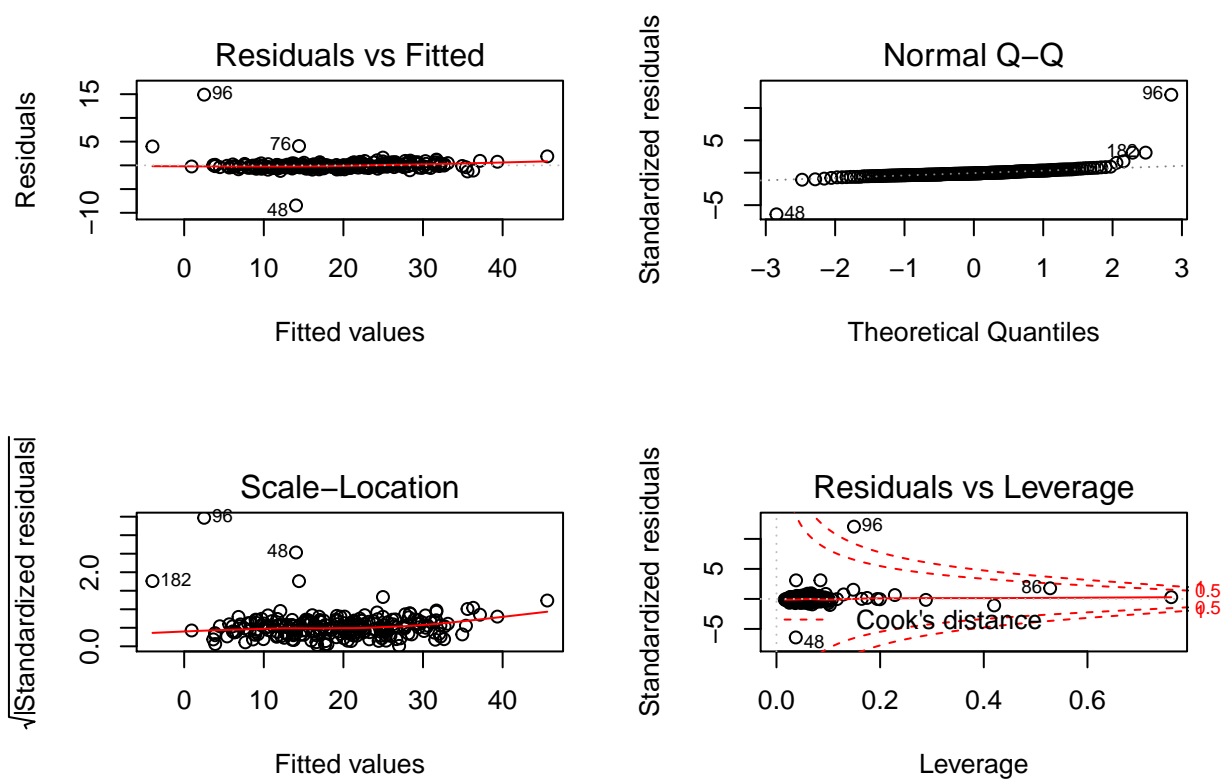 Residuals vs Fitted
Residuals
15
5
−10
96
76
48
0 10 20 30 40
Fitted values
Normal Q−Q
Standardized residuals
5
−5
96
182
48
−3 −2 −1 0 1 2 3
Theoretical Quantiles
Scale−Location
√|Standardized residuals|
2.0
0.0
96
48
182
0 10 20 30 40
Fitted values
Residuals vs Leverage
Standardized residuals
5
−5
96
86
48
Cook's distance
1
0.5
0.5
1
0.0 0.2 0.4 0.6
Leverage